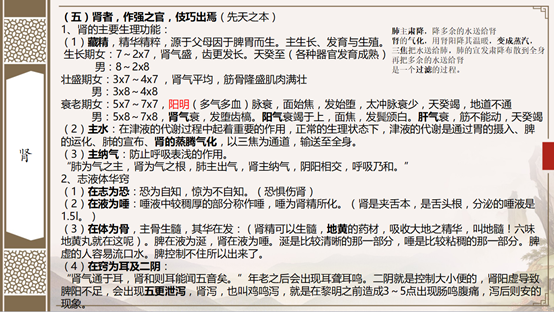 （五）肾者，作强之官，伎巧出焉（先天之本）
1、肾的主要生理功能：
（1）藏精，精华精粹，源于父母因于脾胃而生。主生长、发育与生殖。
生长期女：7～2x7，肾气盛，齿更发长。天癸至（各种器官发育成熟）
男：8～2x8
壮盛期女：3x7～4x7 ，肾气平均，筋骨隆盛肌肉满壮
男：3x8～4x8
衰老期女：5x7～7x7，阳明（多气多血）脉衰，面始焦，发始堕，太冲脉衰少，天癸竭，地道不通
男：5x8～7x8，肾气衰，发堕齿槁。阳气衰竭于上，面焦，发鬓颁白。肝气衰，筋不能动，天癸竭
（2）主水：在津液的代谢过程中起着重要的作用，正常的生理状态下，津液的代谢是通过胃的摄入、脾
的运化、肺的宣布、肾的蒸腾气化，以三焦为通道，输送至全身。
（3）主纳气：防止呼吸表浅的作用。
“肺为气之主，肾为气之根，肺主出气，肾主纳气，阴阳相交，呼吸乃和。”
2、志液体华窍
（1）在志为恐：恐为自知，惊为不自知。（恐惧伤肾）
（2）在液为唾：唾液中较稠厚的部分称作唾，唾为肾精所化。（肾是夹舌本，是舌头根，分泌的唾液是
1.5l。）
（3）在体为骨，主骨生髓，其华在发：（肾精可以生髓，地黄的药材，吸收大地之精华，叫地髓！六味
地黄丸就在这呢）。脾在液为涎，肾在液为唾。涎是比较清晰的那一部分，唾是比较粘稠的那一部分。脾
虚的人容易流口水。脾控制不住所以出来了。
（4）在窍为耳及二阴：
“肾气通于耳，肾和则耳能闻五音矣。”年老之后会出现耳聋耳鸣。二阴就是控制大小便的，肾阳虚导致
脾阳不足，会出现五更泄泻，肾泻，也叫鸡鸣泻，就是在黎明之前造成3～5点出现肠鸣腹痛，泻后则安的
现象。
肺主肃降，降多余的水送给肾
肾的气化，用肾阳降其温暖，变成蒸汽，
三焦把水送给肺，肺的宣发肃降布散到全身
再把多余的水送给肾
是一个过滤的过程。
肾